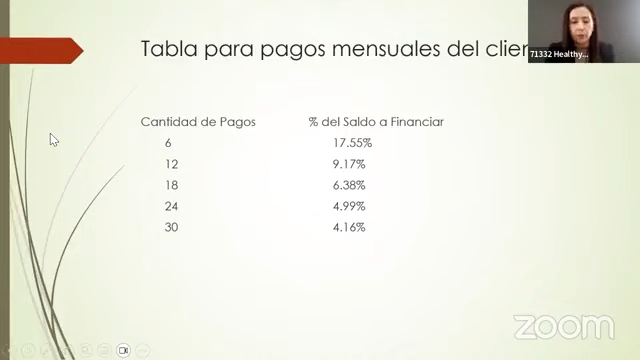 Tabla para pagos mensuales del clien
71332 Healthy...
Cantidad de Pagos % del Saldo a Financiar
6 17.55%
12 9.17%
18 6.38%
24 4.99%
30 4.16%
zoom